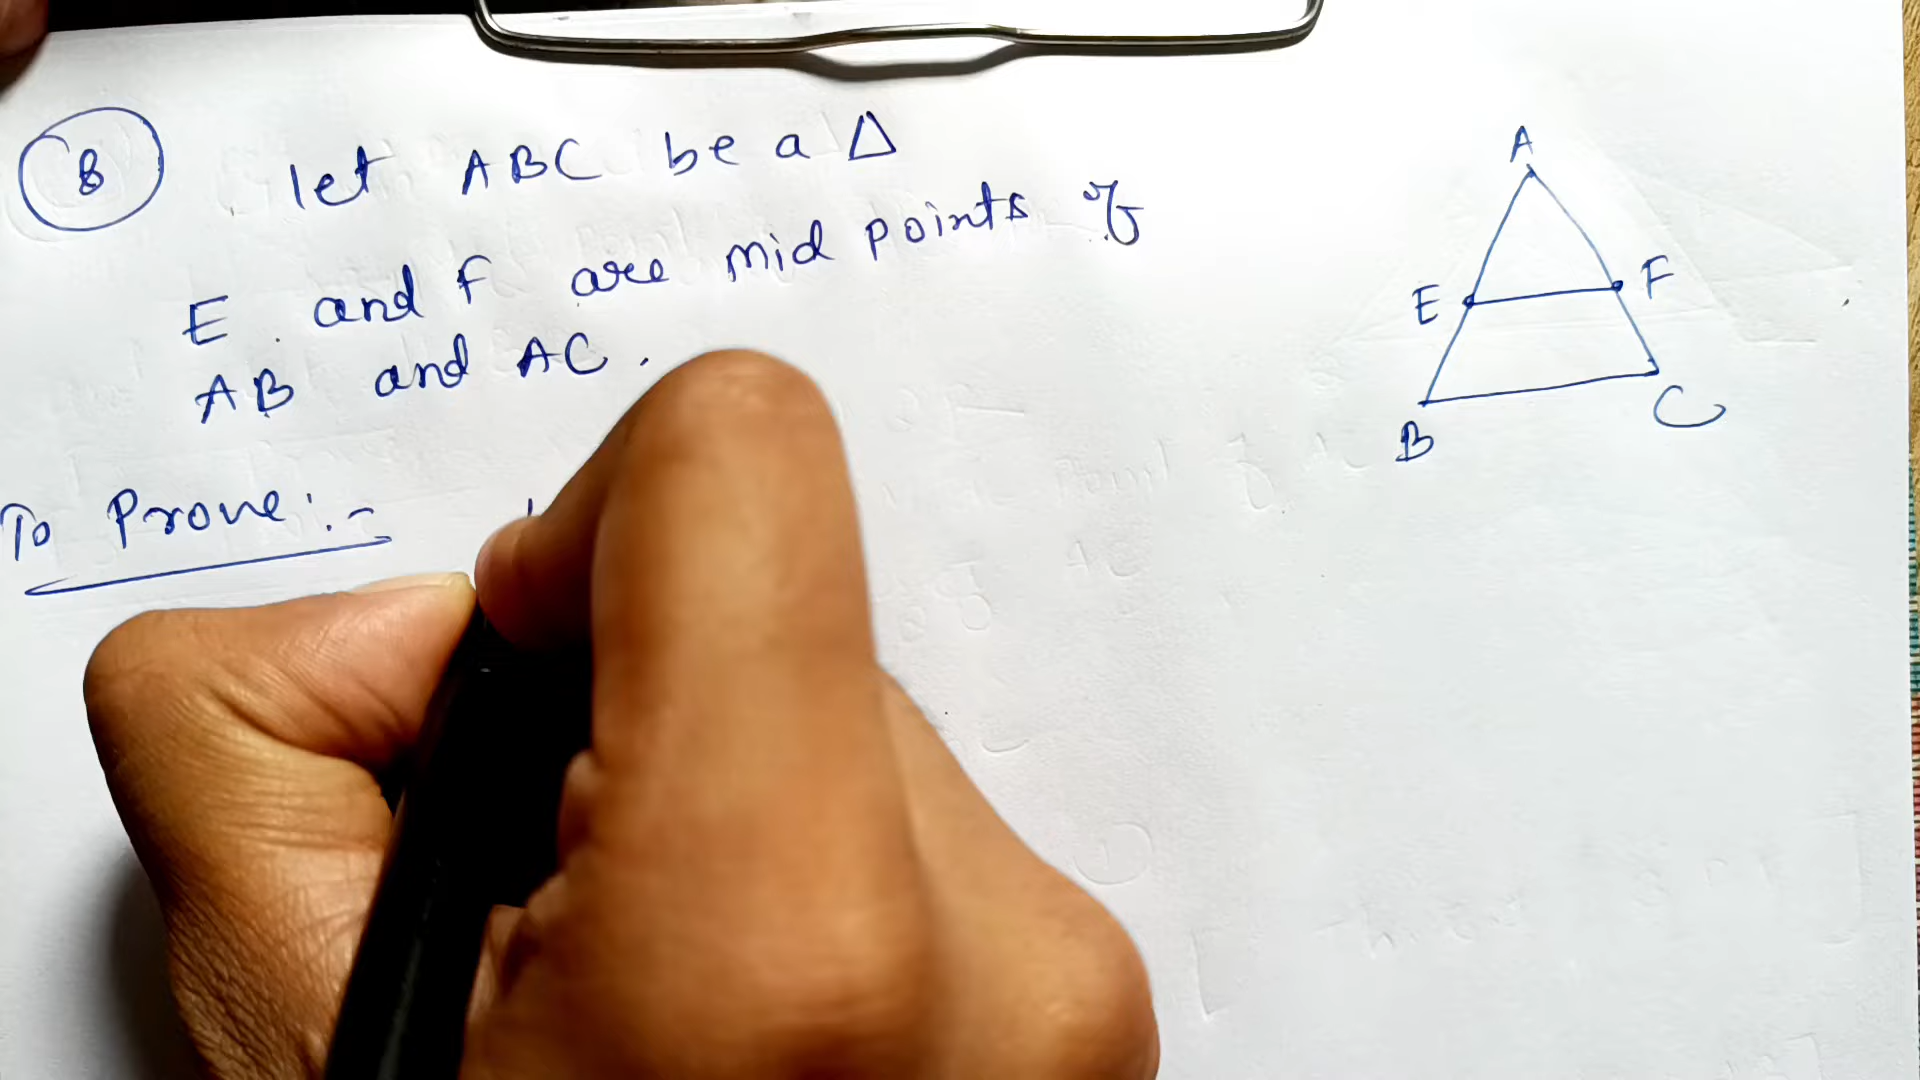 8 let ABC be a Δ
E and F are mid points of
AB and AC.
To Prove :-
A
E
F
B
C